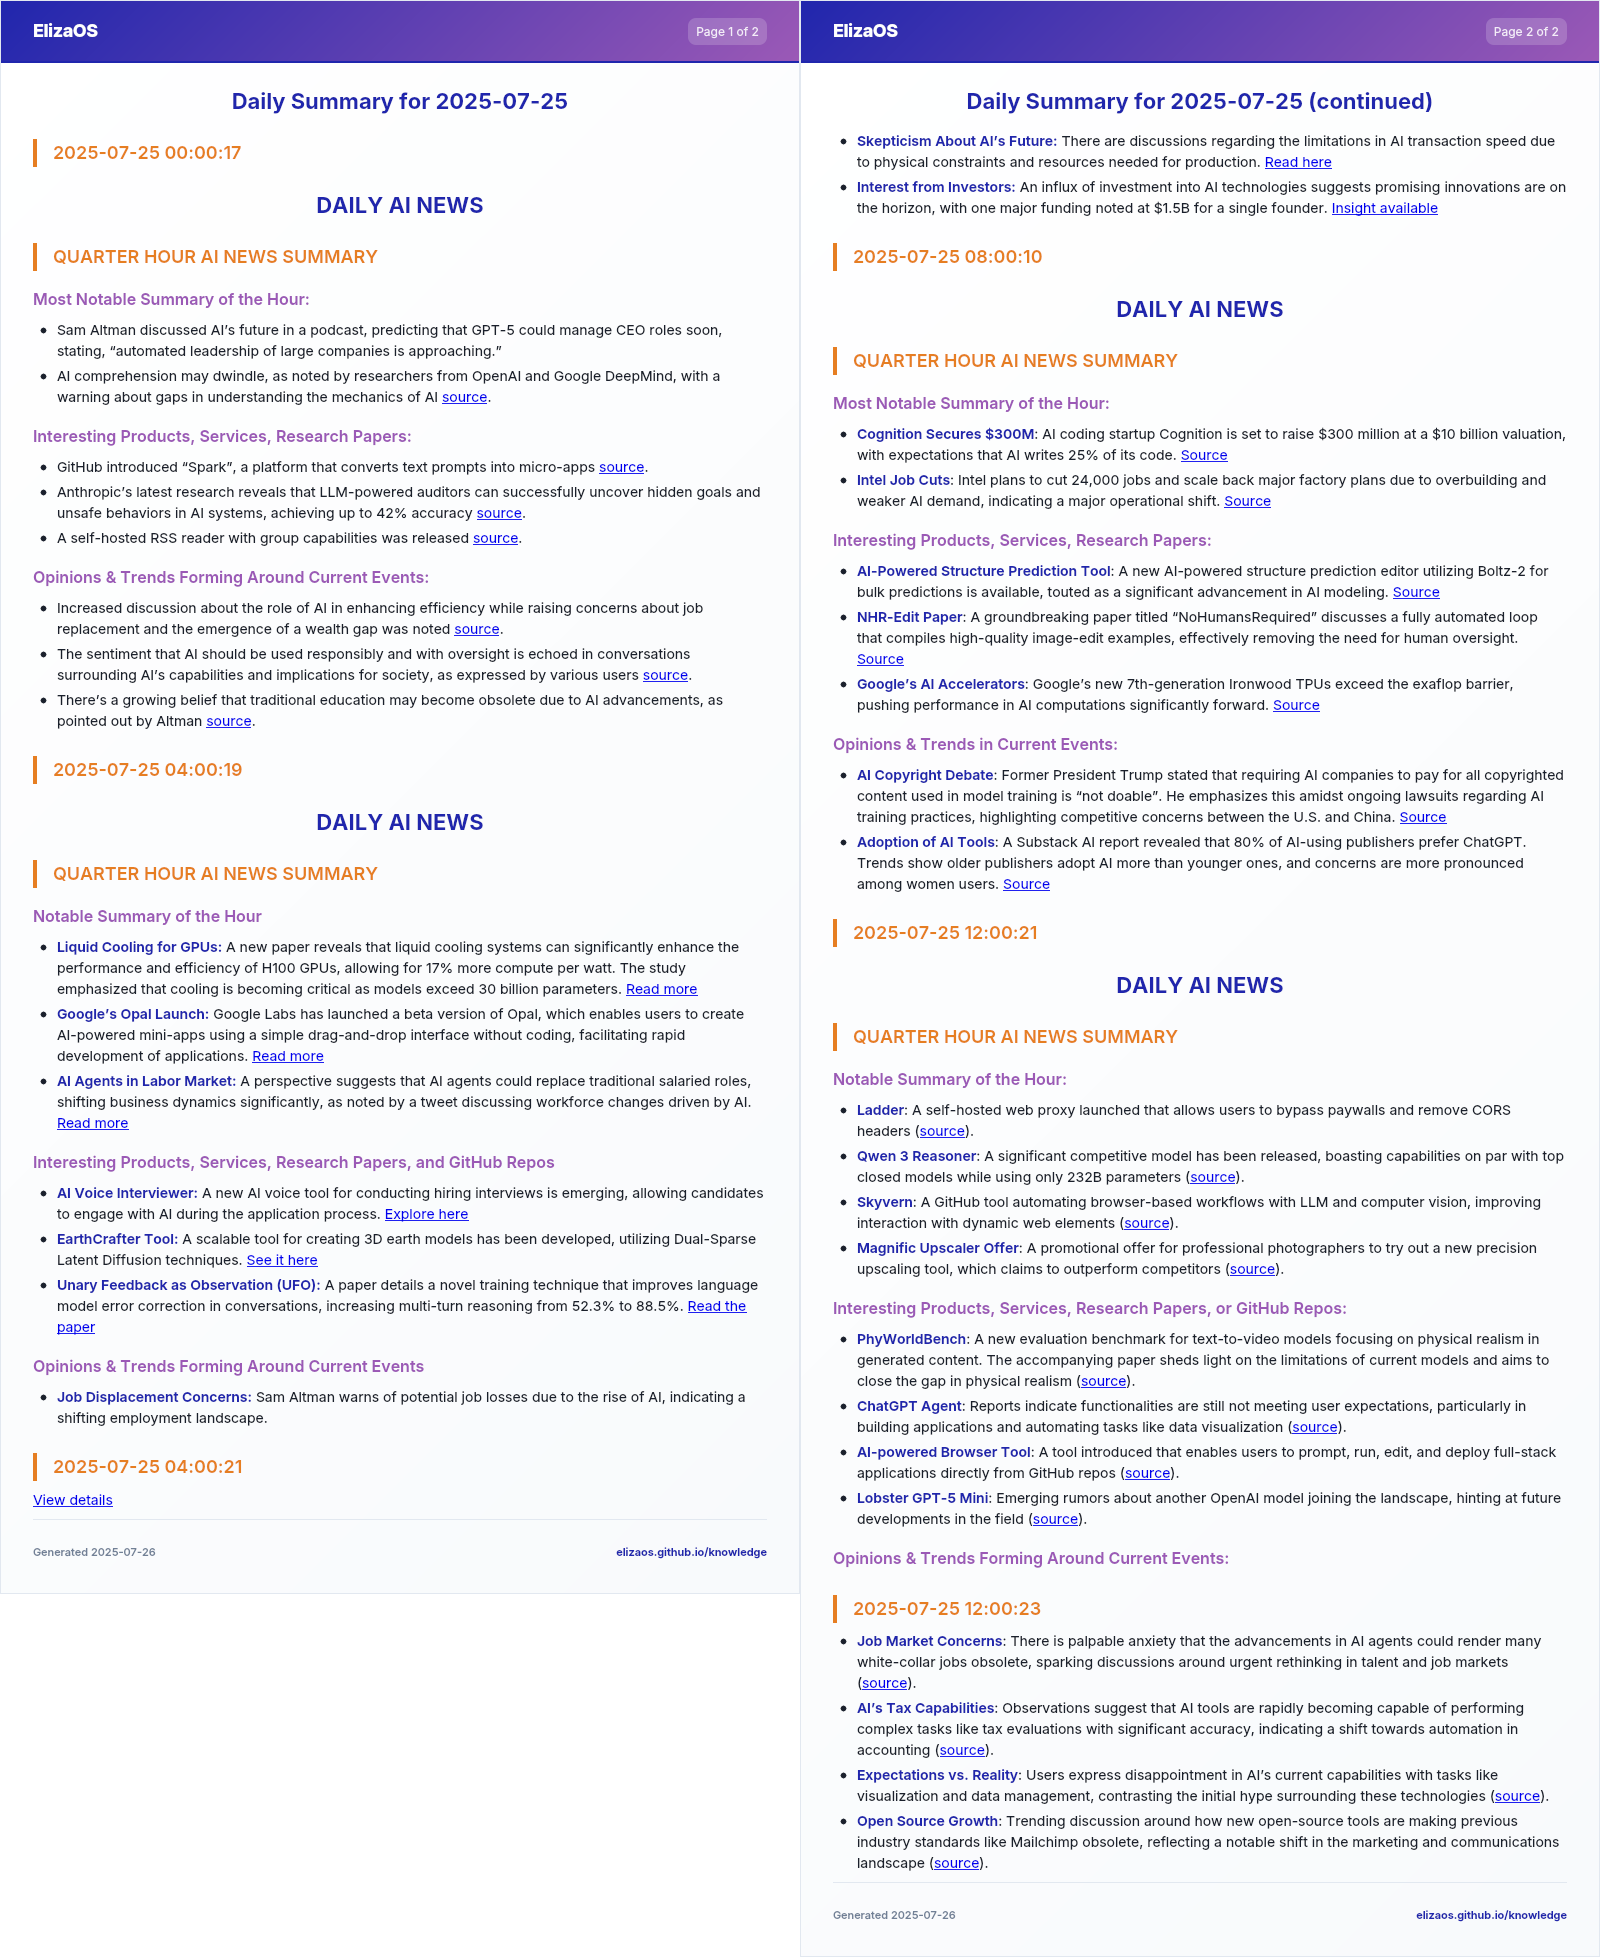 ElizaOS
Page 1 of 2
Daily Summary for 2025-07-25
2025-07-25 00:00:17
DAILY AI NEWS
QUARTER HOUR AI NEWS SUMMARY
Most Notable Summary of the Hour:
• Sam Altman discussed AI’s future in a podcast, predicting that GPT-5 could manage CEO roles soon,
stating, “automated leadership of large companies is approaching.”
• AI comprehension may dwindle, as noted by researchers from OpenAI and Google DeepMind, with a
warning about gaps in understanding the mechanics of AI source.
Interesting Products, Services, Research Papers:
• GitHub introduced “Spark”, a platform that converts text prompts into micro-apps source.
• Anthropic’s latest research reveals that LLM-powered auditors can successfully uncover hidden goals and
unsafe behaviors in AI systems, achieving up to 42% accuracy source.
• A self-hosted RSS reader with group capabilities was released source.
Opinions & Trends Forming Around Current Events:
• Increased discussion about the role of AI in enhancing efficiency while raising concerns about job
replacement and the emergence of a wealth gap was noted source.
• The sentiment that AI should be used responsibly and with oversight is echoed in conversations
surrounding AI’s capabilities and implications for society, as expressed by various users source.
• There’s a growing belief that traditional education may become obsolete due to AI advancements, as
pointed out by Altman source.
2025-07-25 04:00:19
DAILY AI NEWS
QUARTER HOUR AI NEWS SUMMARY
Notable Summary of the Hour
• Liquid Cooling for GPUs: A new paper reveals that liquid cooling systems can significantly enhance the
performance and efficiency of H100 GPUs, allowing for 17% more compute per watt. The study
emphasized that cooling is becoming critical as models exceed 30 billion parameters. Read more
• Google’s Opal Launch: Google Labs has launched a beta version of Opal, which enables users to create
AI-powered mini-apps using a simple drag-and-drop interface without coding, facilitating rapid
development of applications. Read more
• AI Agents in Labor Market: A perspective suggests that AI agents could replace traditional salaried roles,
shifting business dynamics significantly, as noted by a tweet discussing workforce changes driven by AI.
Read more
Interesting Products, Services, Research Papers, and GitHub Repos
• AI Voice Interviewer: A new AI voice tool for conducting hiring interviews is emerging, allowing candidates
to engage with AI during the application process. Explore here
• EarthCrafter Tool: A scalable tool for creating 3D earth models has been developed, utilizing Dual-Sparse
Latent Diffusion techniques. See it here
• Unary Feedback as Observation (UFO): A paper details a novel training technique that improves language
model error correction in conversations, increasing multi-turn reasoning from 52.3% to 88.5%. Read the
paper
Opinions & Trends Forming Around Current Events
• Job Displacement Concerns: Sam Altman warns of potential job losses due to the rise of AI, indicating a
shifting employment landscape.
2025-07-25 04:00:21
View details
Generated 2025-07-26
elizaos.github.io/knowledge
ElizaOS
Page 2 of 2
Daily Summary for 2025-07-25 (continued)
• Skepticism About AI’s Future: There are discussions regarding the limitations in AI transaction speed due
to physical constraints and resources needed for production. Read here
• Interest from Investors: An influx of investment into AI technologies suggests promising innovations are on
the horizon, with one major funding noted at $1.5B for a single founder. Insight available
2025-07-25 08:00:10
DAILY AI NEWS
QUARTER HOUR AI NEWS SUMMARY
Most Notable Summary of the Hour:
• Cognition Secures $300M: AI coding startup Cognition is set to raise $300 million at a $10 billion valuation,
with expectations that AI writes 25% of its code. Source
• Intel Job Cuts: Intel plans to cut 24,000 jobs and scale back major factory plans due to overbuilding and
weaker AI demand, indicating a major operational shift. Source
Interesting Products, Services, Research Papers:
• AI-Powered Structure Prediction Tool: A new AI-powered structure prediction editor utilizing Boltz-2 for
bulk predictions is available, touted as a significant advancement in AI modeling. Source
• NHR-Edit Paper: A groundbreaking paper titled “NoHumansRequired” discusses a fully automated loop
that compiles high-quality image-edit examples, effectively removing the need for human oversight.
Source
• Google’s AI Accelerators: Google’s new 7th-generation Ironwood TPUs exceed the exaflop barrier,
pushing performance in AI computations significantly forward. Source
Opinions & Trends in Current Events:
• AI Copyright Debate: Former President Trump stated that requiring AI companies to pay for all copyrighted
content used in model training is “not doable”. He emphasizes this amidst ongoing lawsuits regarding AI
training practices, highlighting competitive concerns between the U.S. and China. Source
• Adoption of AI Tools: A Substack AI report revealed that 80% of AI-using publishers prefer ChatGPT.
Trends show older publishers adopt AI more than younger ones, and concerns are more pronounced
among women users. Source
2025-07-25 12:00:21
DAILY AI NEWS
QUARTER HOUR AI NEWS SUMMARY
Notable Summary of the Hour:
• Ladder: A self-hosted web proxy launched that allows users to bypass paywalls and remove CORS
headers (source).
• Qwen 3 Reasoner: A significant competitive model has been released, boasting capabilities on par with top
closed models while using only 232B parameters (source).
• Skyvern: A GitHub tool automating browser-based workflows with LLM and computer vision, improving
interaction with dynamic web elements (source).
• Magnific Upscaler Offer: A promotional offer for professional photographers to try out a new precision
upscaling tool, which claims to outperform competitors (source).
Interesting Products, Services, Research Papers, or GitHub Repos:
• PhyWorldBench: A new evaluation benchmark for text-to-video models focusing on physical realism in
generated content. The accompanying paper sheds light on the limitations of current models and aims to
close the gap in physical realism (source).
• ChatGPT Agent: Reports indicate functionalities are still not meeting user expectations, particularly in
building applications and automating tasks like data visualization (source).
• AI-powered Browser Tool: A tool introduced that enables users to prompt, run, edit, and deploy full-stack
applications directly from GitHub repos (source).
• Lobster GPT-5 Mini: Emerging rumors about another OpenAI model joining the landscape, hinting at future
developments in the field (source).
Opinions & Trends Forming Around Current Events:
2025-07-25 12:00:23
• Job Market Concerns: There is palpable anxiety that the advancements in AI agents could render many
white-collar jobs obsolete, sparking discussions around urgent rethinking in talent and job markets
(source).
• AI’s Tax Capabilities: Observations suggest that AI tools are rapidly becoming capable of performing
complex tasks like tax evaluations with significant accuracy, indicating a shift towards automation in
accounting (source).
• Expectations vs. Reality: Users express disappointment in AI’s current capabilities with tasks like
visualization and data management, contrasting the initial hype surrounding these technologies (source).
• Open Source Growth: Trending discussion around how new open-source tools are making previous
industry standards like Mailchimp obsolete, reflecting a notable shift in the marketing and communications
landscape (source).
Generated 2025-07-26
elizaos.github.io/knowledge